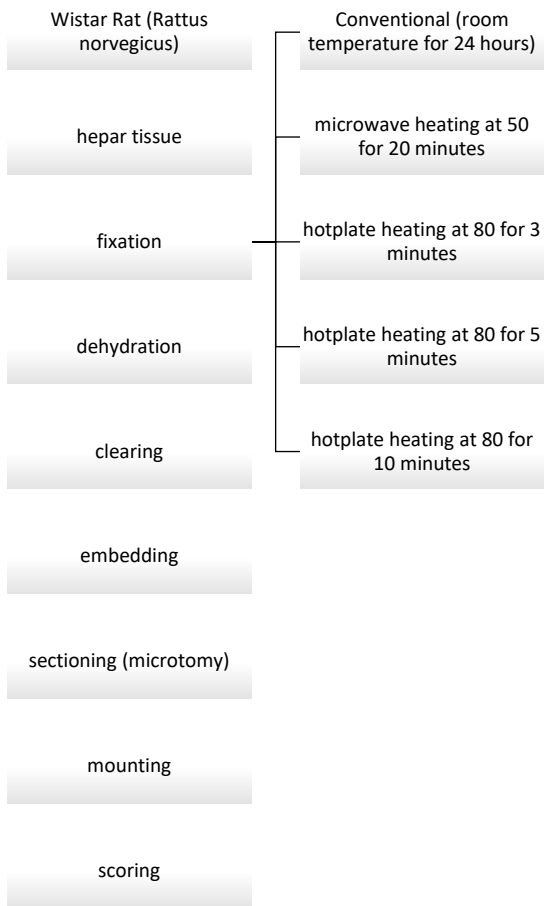 Wistar Rat (Rattus
norvegicus)
hepar tissue
fixation
dehydration
clearing
embedding
sectioning (microtomy)
mounting
scoring
Conventional (room
temperature for 24 hours)
microwave heating at 50
for 20 minutes
hotplate heating at 80 for 3
minutes
hotplate heating at 80 for 5
minutes
hotplate heating at 80 for
10 minutes